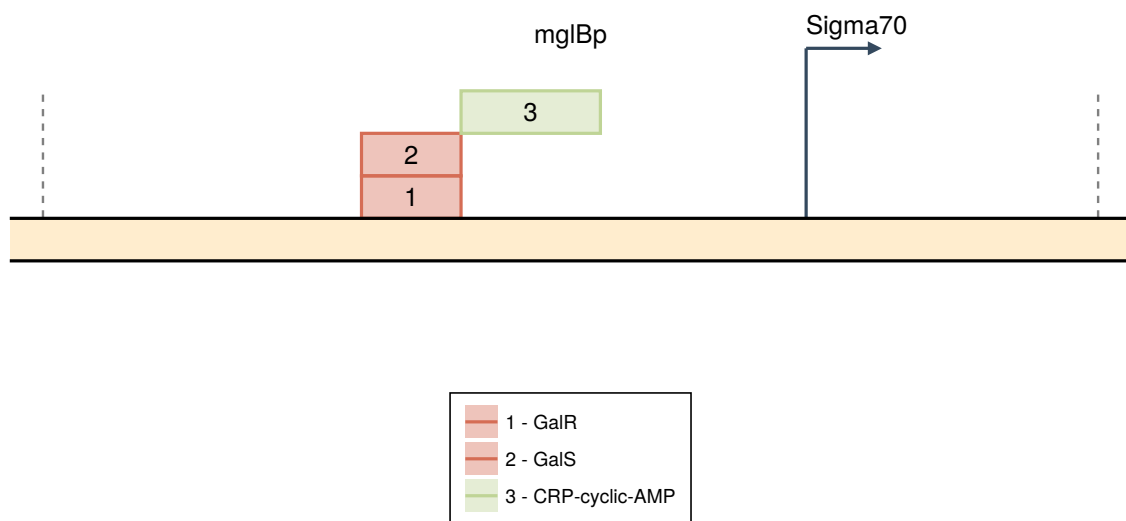 Sigma70
mglBp
3
2
1
1 - GalR
2 - GalS
3 - CRP-cyclic-AMP